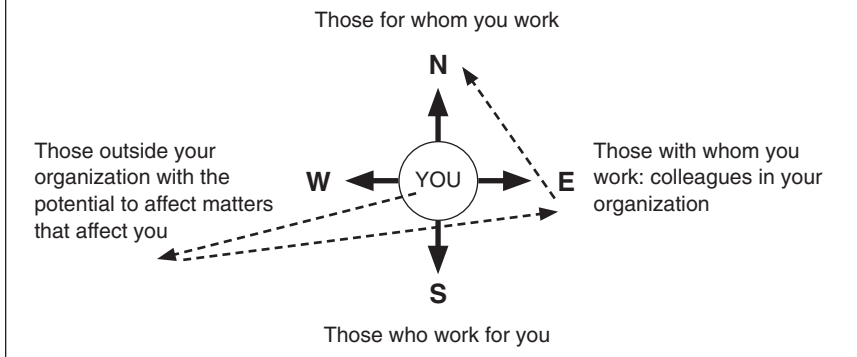 Those for whom you work
N
Those outside your
organization with the
potential to affect matters
that affect you
W
YOU
E
Those with whom you
work: colleagues in your
organization
S
Those who work for you